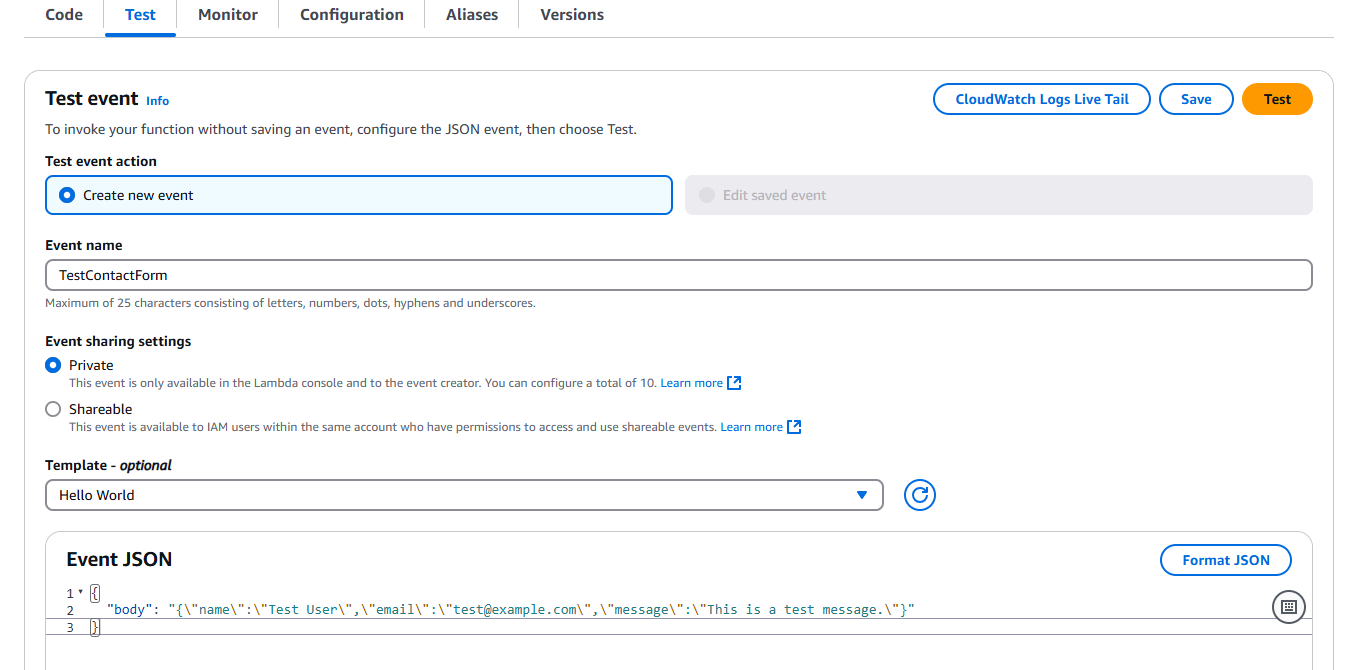 Code Test Monitor Configuration Aliases Versions
Test event Info CloudWatch Logs Live Tail Save Test
To invoke your function without saving an event, configure the JSON event, then choose Test.
Test event action
Create new event Edit saved event
Event name
TestContactForm
Maximum of 25 characters consisting of letters, numbers, dots, hyphens and underscores.
Event sharing settings
Private
This event is only available in the Lambda console and to the event creator. You can configure a total of 10. Learn more
Shareable
This event is available to IAM users within the same account who have permissions to access and use shareable events. Learn more
Template - optional
Hello World
Event JSON Format JSON
1 {
2 "body": "{\"name\":\"Test User\",\"email\":\"test@example.com\",\"message\":\"This is a test message.\"}"
3 }